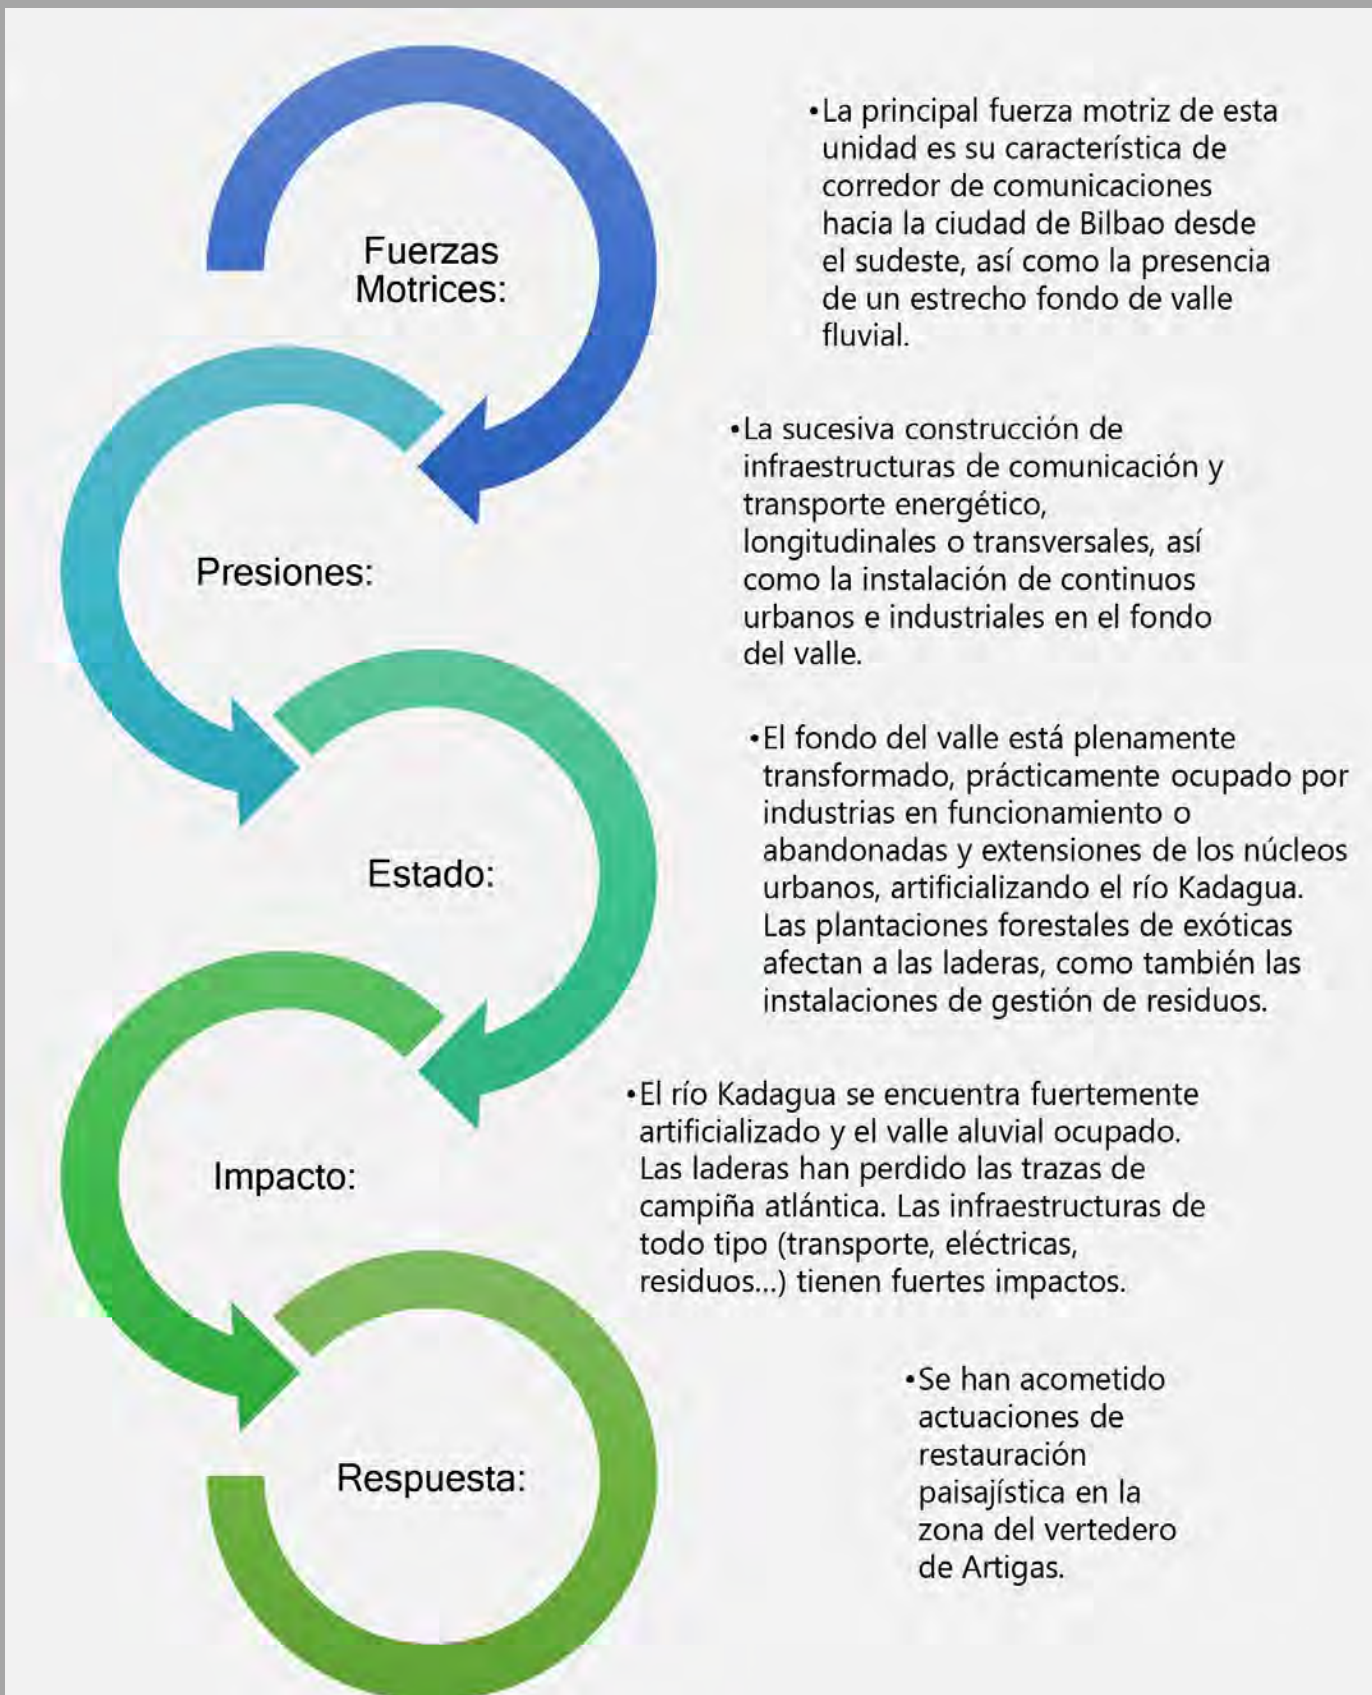 Fuerzas
Motrices:
•La principal fuerza motriz de esta
unidad es su característica de
corredor de comunicaciones
hacia la ciudad de Bilbao desde
el sudeste, así como la presencia
de un estrecho fondo de valle
fluvial.
Presiones:
•La sucesiva construcción de
infraestructuras de comunicación y
transporte energético,
longitudinales o transversales, así
como la instalación de continuos
urbanos e industriales en el fondo
del valle.
Estado:
•El fondo del valle está plenamente
transformado, prácticamente ocupado por
industrias en funcionamiento o
abandonadas y extensiones de los núcleos
urbanos, artificializando el río Kadagua.
Las plantaciones forestales de exóticas
afectan a las laderas, como también las
instalaciones de gestión de residuos.
Impacto:
•El río Kadagua se encuentra fuertemente
artificializado y el valle aluvial ocupado.
Las laderas han perdido las trazas de
campiña atlántica. Las infraestructuras de
todo tipo (transporte, eléctricas,
residuos...) tienen fuertes impactos.
Respuesta:
•Se han acometido
actuaciones de
restauración
paisajística en la
zona del vertedero
de Artigas.